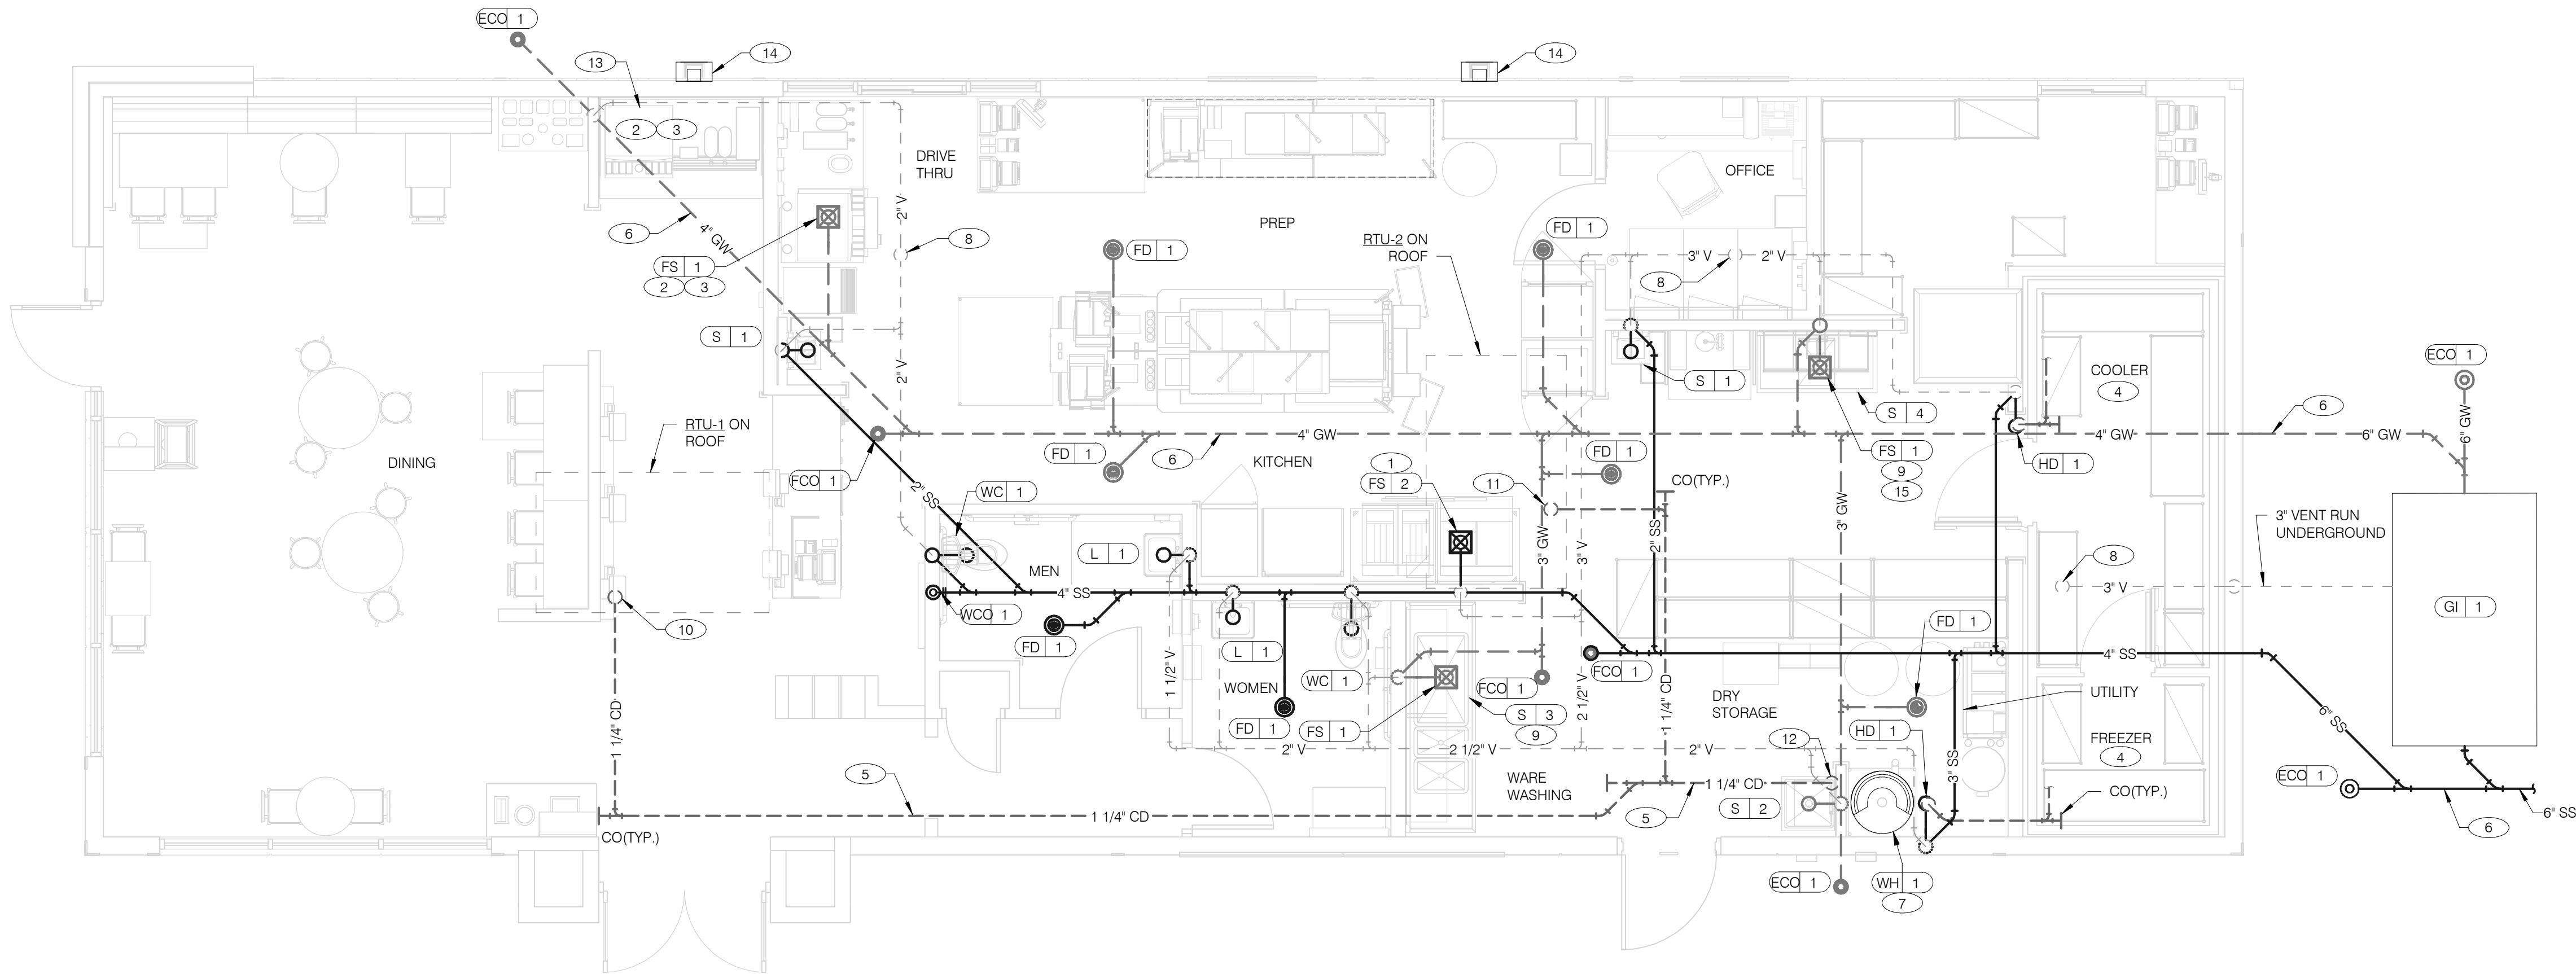 ECO 1
13
14
14
2 3
DRIVE
THRU
OFFICE
2" V
PREP
6
4" GW
8
FD 1
FD 1
RTU-2 ON
ROOF
3" V
2" V
FS 1
2 3
8
S 1
2" V
COOLER
4
ECO 1
S 1
S 4
6
RTU-1 ON
ROOF
4" GW
4" GW
6" GW
6" GW
DINING
FD 1
6
KITCHEN
FD 1
FS 1
9
15
HD 1
FCO 1
2" SS
WC 1
1
FS 2
11
CO(TYP.)
3" GW
3" VENT RUN
UNDERGROUND
L 1
3" GW
3" V
2" SS
8
MEN
4" SS
3" V
WCO 1
10
FD 1
L 1
FD 1
GI 1
1 1/2" V
WC 1
FCO 1
FCO 1
4" SS
WOMEN
DRY
STORAGE
UTILITY
1 1/4" CD
FD 1
FS 1
S 3
9
2 1/2" V
1 1/4" CD
HD 1
6" SS
2" V
2 1/2" V
2" V
12
FREEZER
4
5
WARE
WASHING
1 1/4" CD
3" SS
ECO 1
CO(TYP.)
S 2
1 1/4" CD
5
6" SS
6
CO(TYP.)
ECO 1
WH 1
7